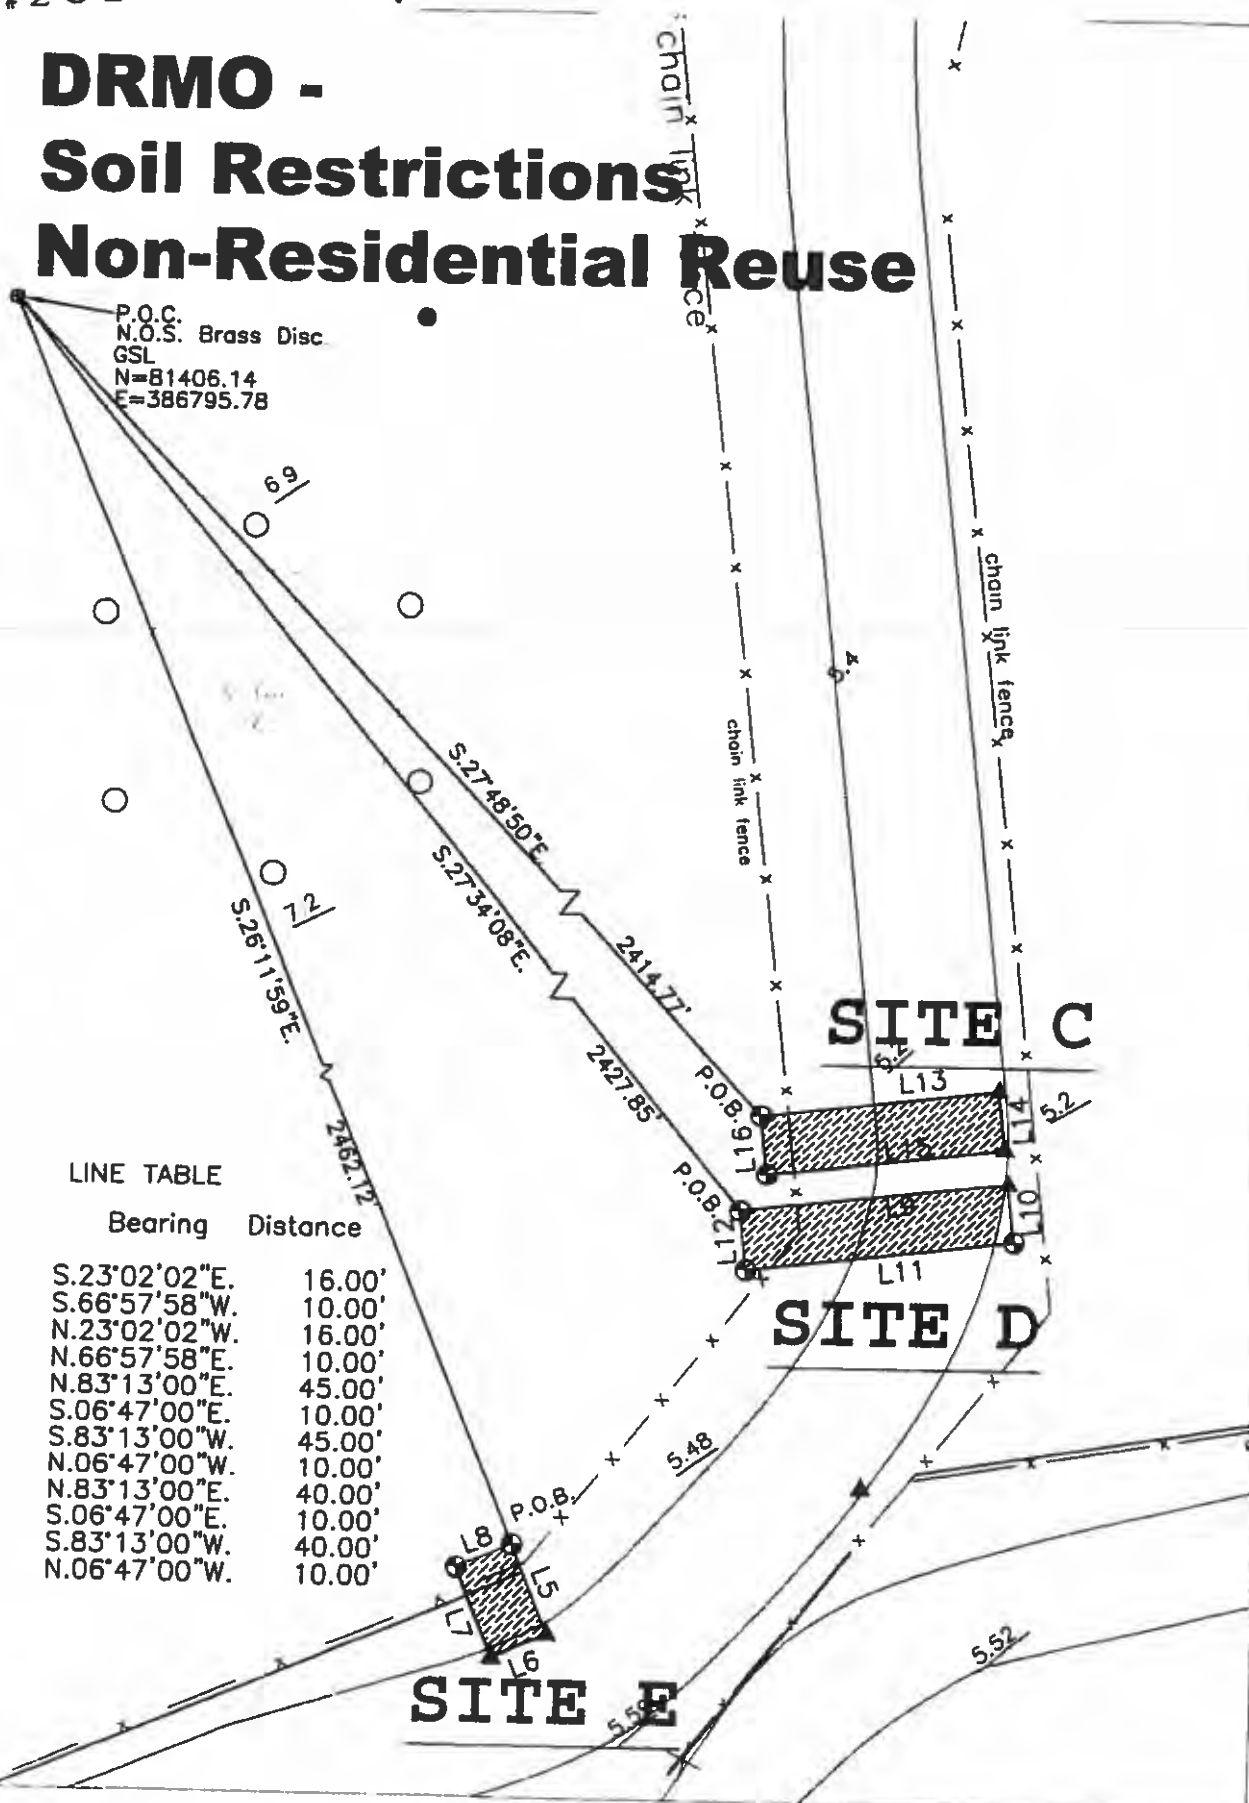 DRMO -
Soil Restrictions
Non-Residential Reuse
chain link fence
P.O.C.
N.O.S. Brass Disc
GSL
N=81406.14
E=386795.78
69
chain link fence
chain link fence
S.27°48'50"E.
S.27°34'08"E.
72
S.26°11'59"E.
2414.77'
2427.85'
2462.12'
SITE C
5.2
L13
P.O.B.
L16
L15
L14
5.2
P.O.B.
L12
L9
L10
L11
SITE D
LINE TABLE
Bearing Distance
S.23°02'02"E. 16.00'
S.66°57'58"W. 10.00'
N.23°02'02"W. 16.00'
N.66°57'58"E. 10.00'
N.83°13'00"E. 45.00'
S.06°47'00"E. 10.00'
S.83°13'00"W. 45.00'
N.06°47'00"W. 10.00'
N.83°13'00"E. 40.00'
S.06°47'00"E. 10.00'
S.83°13'00"W. 40.00'
N.06°47'00"W. 10.00'
5.48
P.O.B.
L8
L5
L7
L6
SITE E
5.52